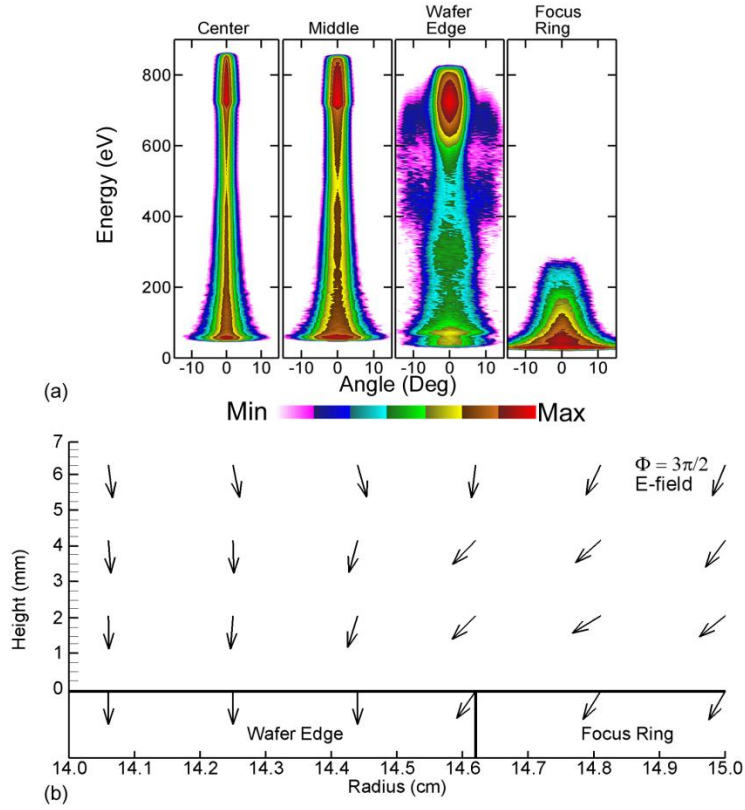 Center Middle Wafer Edge Focus Ring
Energy (eV)
800
600
400
200
0
-10 0 10 -10 0 10 -10 0 10 -10 0 10
Angle (Deg)
(a)
Min Max
Φ = 3π/2
E-field
Height (mm)
7
6
5
4
3
2
1
0
Wafer Edge Focus Ring
14.0 14.1 14.2 14.3 14.4 14.5 14.6 14.7 14.8 14.9 15.0
Radius (cm)
(b)